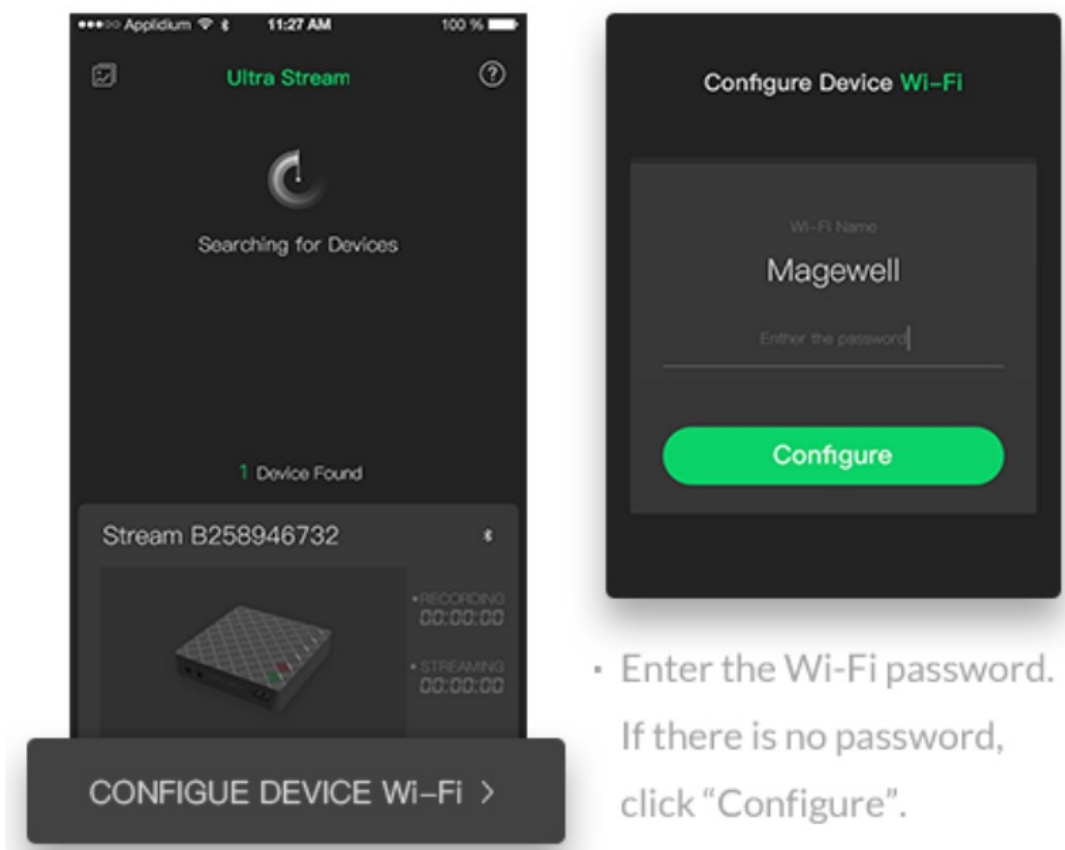 Applidium 11:27 AM 100 %
Ultra Stream
Searching for Devices
1 Device Found
Stream B258946732
• RECORDING
00:00:00
• STREAMING
00:00:00
CONFIGUE DEVICE Wi-Fi >
Configure Device Wi-Fi
Wi-Fi Name
Magewell
Enther the password
Configure
▪ Enter the Wi-Fi password.
If there is no password,
click “Configure”.